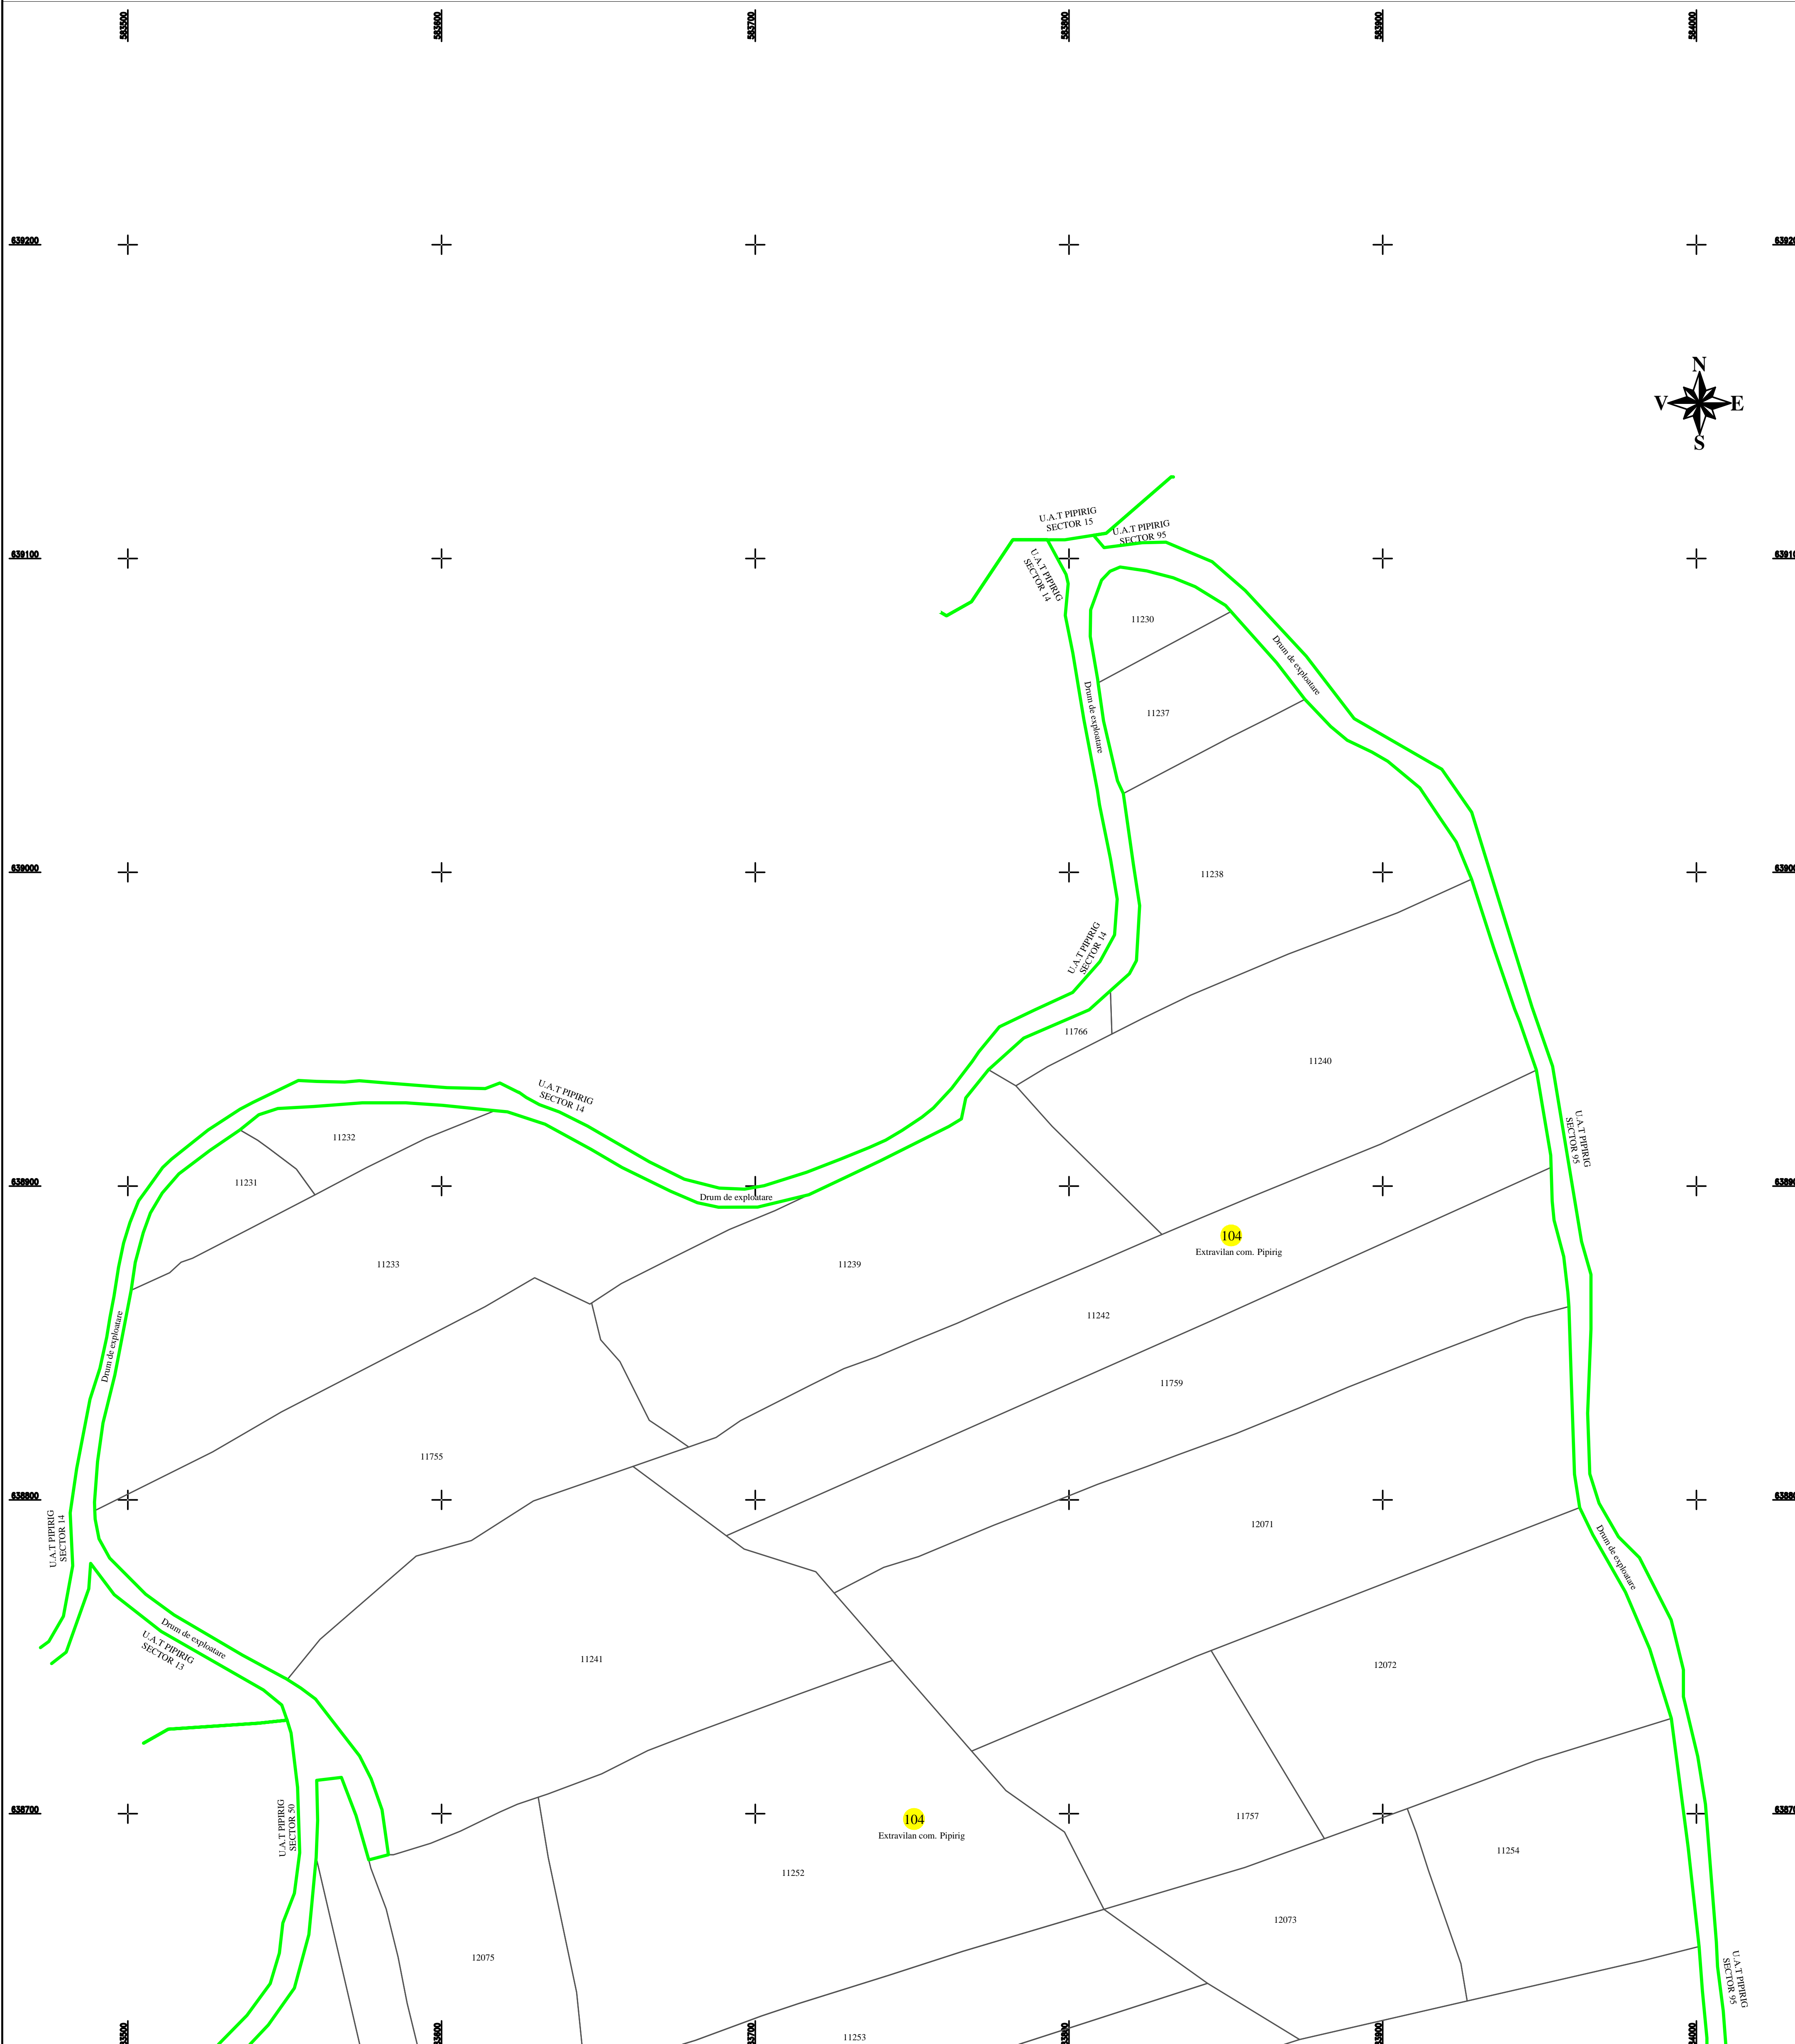 583500
583600
583700
583800
583900
584000
639200
N
V E
S
U.A.T PIPIRIG
SECTOR 15
U.A.T PIPIRIG
SECTOR 95
639100
U.A.T PIPIRIG
SECTOR 14
11230
Drum de exploatare
11237
Drum de exploatare
639000
11238
U.A.T PIPIRIG
SECTOR 14
11766
11240
U.A.T PIPIRIG
SECTOR 14
11232
U.A.T PIPIRIG
SECTOR 95
638900
11231
Drum de exploatare
104
Extravilan com. Pipirig
11233
11239
11242
Drum de exploatare
11759
11755
638800
U.A.T PIPIRIG
SECTOR 14
12071
Drum de exploatare
Drum de exploatare
U.A.T PIPIRIG
SECTOR 13
11241
12072
638700
U.A.T PIPIRIG
SECTOR 50
104
Extravilan com. Pipirig
11757
11254
11252
12073
12075
U.A.T PIPIRIG
SECTOR 95
11253